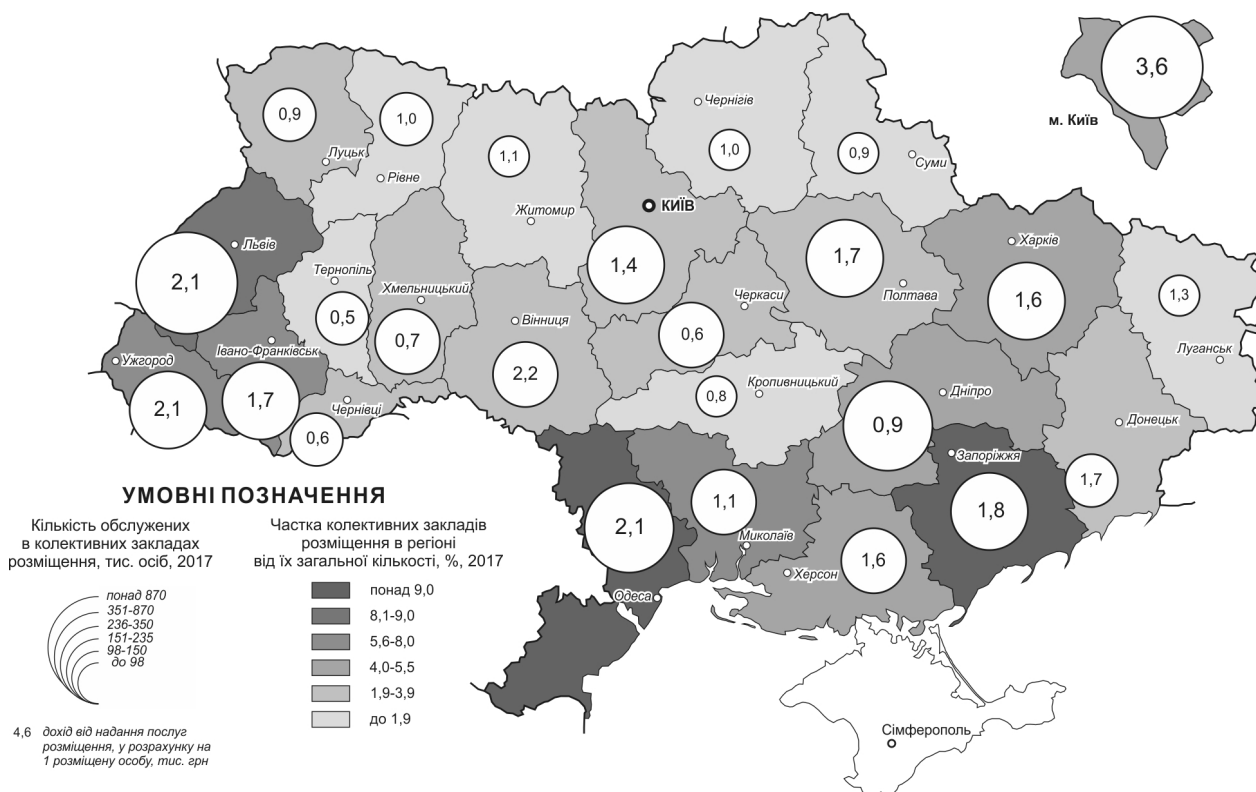 3,6
м. Київ
0,9
Луцьк
1,0
Рівне
1,1
Житомир
Чернігів
1,0
0,9
Суми
КИЇВ
1,4
Львів
2,1
Тернопіль
0,5
Хмельницький
0,7
Вінниця
2,2
Черкаси
0,6
1,7
Полтава
Харків
1,6
1,3
Луганськ
Ужгород
2,1
Івано-Франківськ
1,7
Чернівці
0,6
Кропивницький
0,8
Дніпро
0,9
Донецьк
1,7
Запоріжжя
1,8
2,1
Одеса
1,1
Миколаїв
Херсон
1,6
Сімферополь
УМОВНІ ПОЗНАЧЕННЯ
Кількість обслужених
в колективних закладах
розміщення, тис. осіб, 2017
понад 870
351-870
236-350
151-235
98-150
до 98
4,6 дохід від надання послуг
розміщення, у розрахунку на
1 розміщену особу, тис. грн
Частка колективних закладів
розміщення в регіоні
від їх загальної кількості, %, 2017
понад 9,0
8,1-9,0
5,6-8,0
4,0-5,5
1,9-3,9
до 1,9